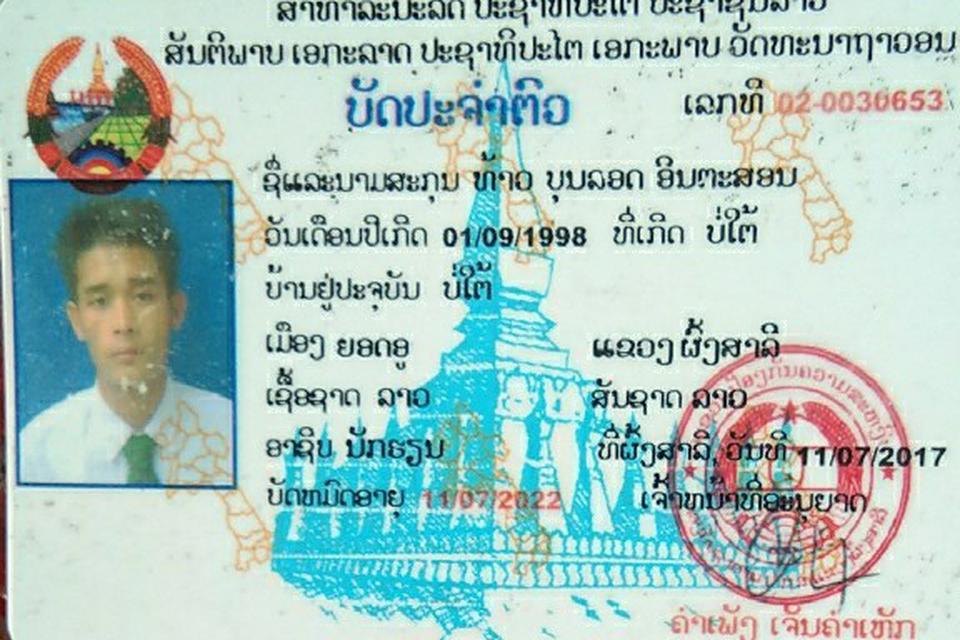 ສາທາລະນະລັດ ປະຊາທິປະໄຕ ປະຊາຊົນລາວ
ສັນຕິພາບ ເອກະລາດ ປະຊາທິປະໄຕ ເອກະພາບ ວັດທະນາຖາວອນ
ບັດປະຈຳຕົວ
ເລກທີ 02-0030653
ຊື່ແລະນາມສະກຸນ ທ້າວ ບຸນລອດ ອິນຕະສອນ
ວັນເດືອນປີເກີດ 01/09/1998 ທີ່ເກີດ ບໍ່ໃຕ້
ບ້ານຢູ່ປະຈຸບັນ ບໍ່ໃຕ້
ເມືອງ ຍອດອູ ແຂວງ ຜົ້ງສາລີ
ເຊື້ອຊາດ ລາວ ສັນຊາດ ລາວ
ອາຊິບ ນັກຮຽນ ທີ່ຜົ້ງສາລີ, ວັນທີ 11/07/2017
ບັດຫມົດອາຍຸ 11/07/2022 ເຈົ້າຫນ້າທີ່ອະນຸຍາດ
ຄຳເພັງ ເຈັນຄຳເຫັກ